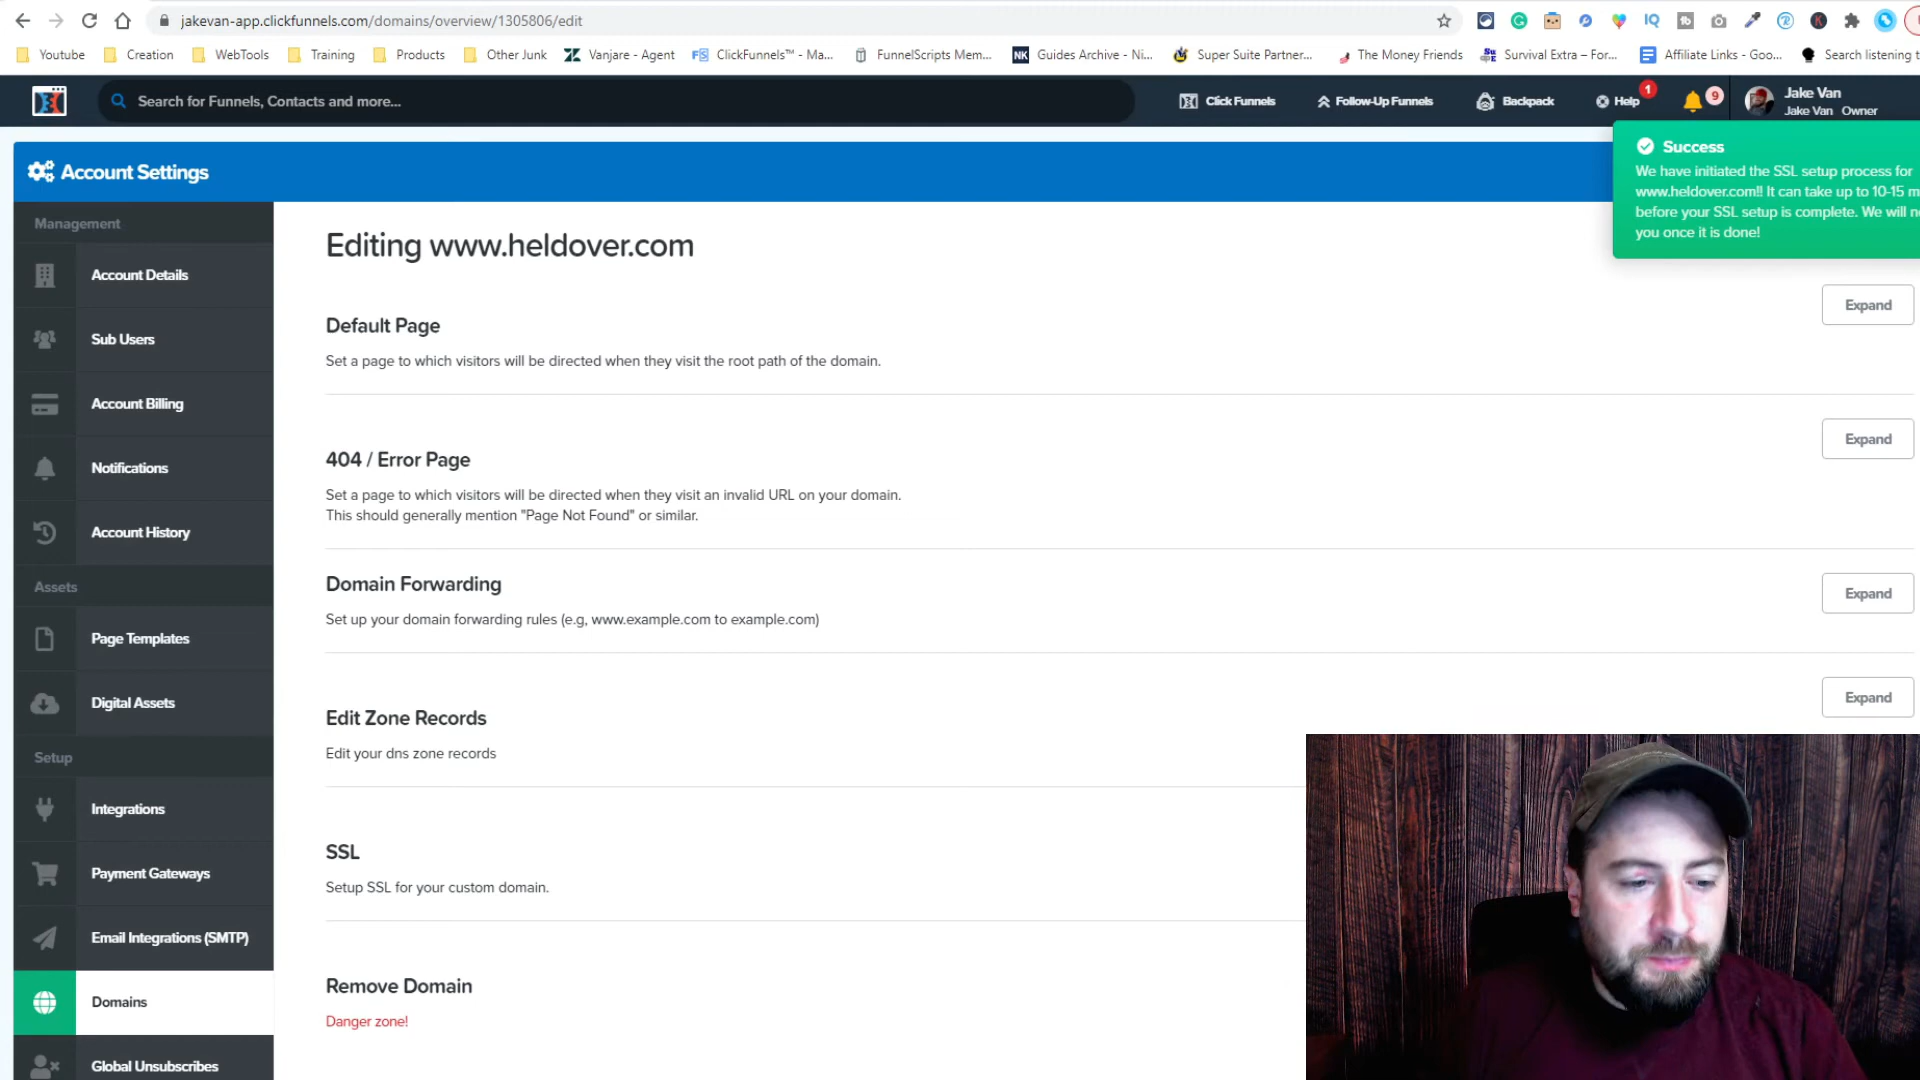 jakevan-app.clickfunnels.com/domains/overview/1305806/edit
Youtube Creation WebTools Training Products Other Junk Vanjare - Agent ClickFunnels™ - Ma... FunnelScripts Mem... Guides Archive - Ni... Super Suite Partner... The Money Friends Survival Extra – For... Affiliate Links - Goo... Search listening t
Search for Funnels, Contacts and more...
Click Funnels Follow-Up Funnels Backpack Help 1 9
Jake Van
Jake Van Owner
Success
We have initiated the SSL setup process for
www.heldover.com!! It can take up to 10-15 m
before your SSL setup is complete. We will
you once it is done!
Account Settings
Management
Account Details
Sub Users
Account Billing
Notifications
Account History
Assets
Page Templates
Digital Assets
Setup
Integrations
Payment Gateways
Email Integrations (SMTP)
Domains
Global Unsubscribes
Editing www.heldover.com
Default Page
Set a page to which visitors will be directed when they visit the root path of the domain.
Expand
404 / Error Page
Set a page to which visitors will be directed when they visit an invalid URL on your domain.
This should generally mention "Page Not Found" or similar.
Expand
Domain Forwarding
Set up your domain forwarding rules (e.g, www.example.com to example.com)
Expand
Edit Zone Records
Edit your dns zone records
Expand
SSL
Setup SSL for your custom domain.
Remove Domain
Danger zone!